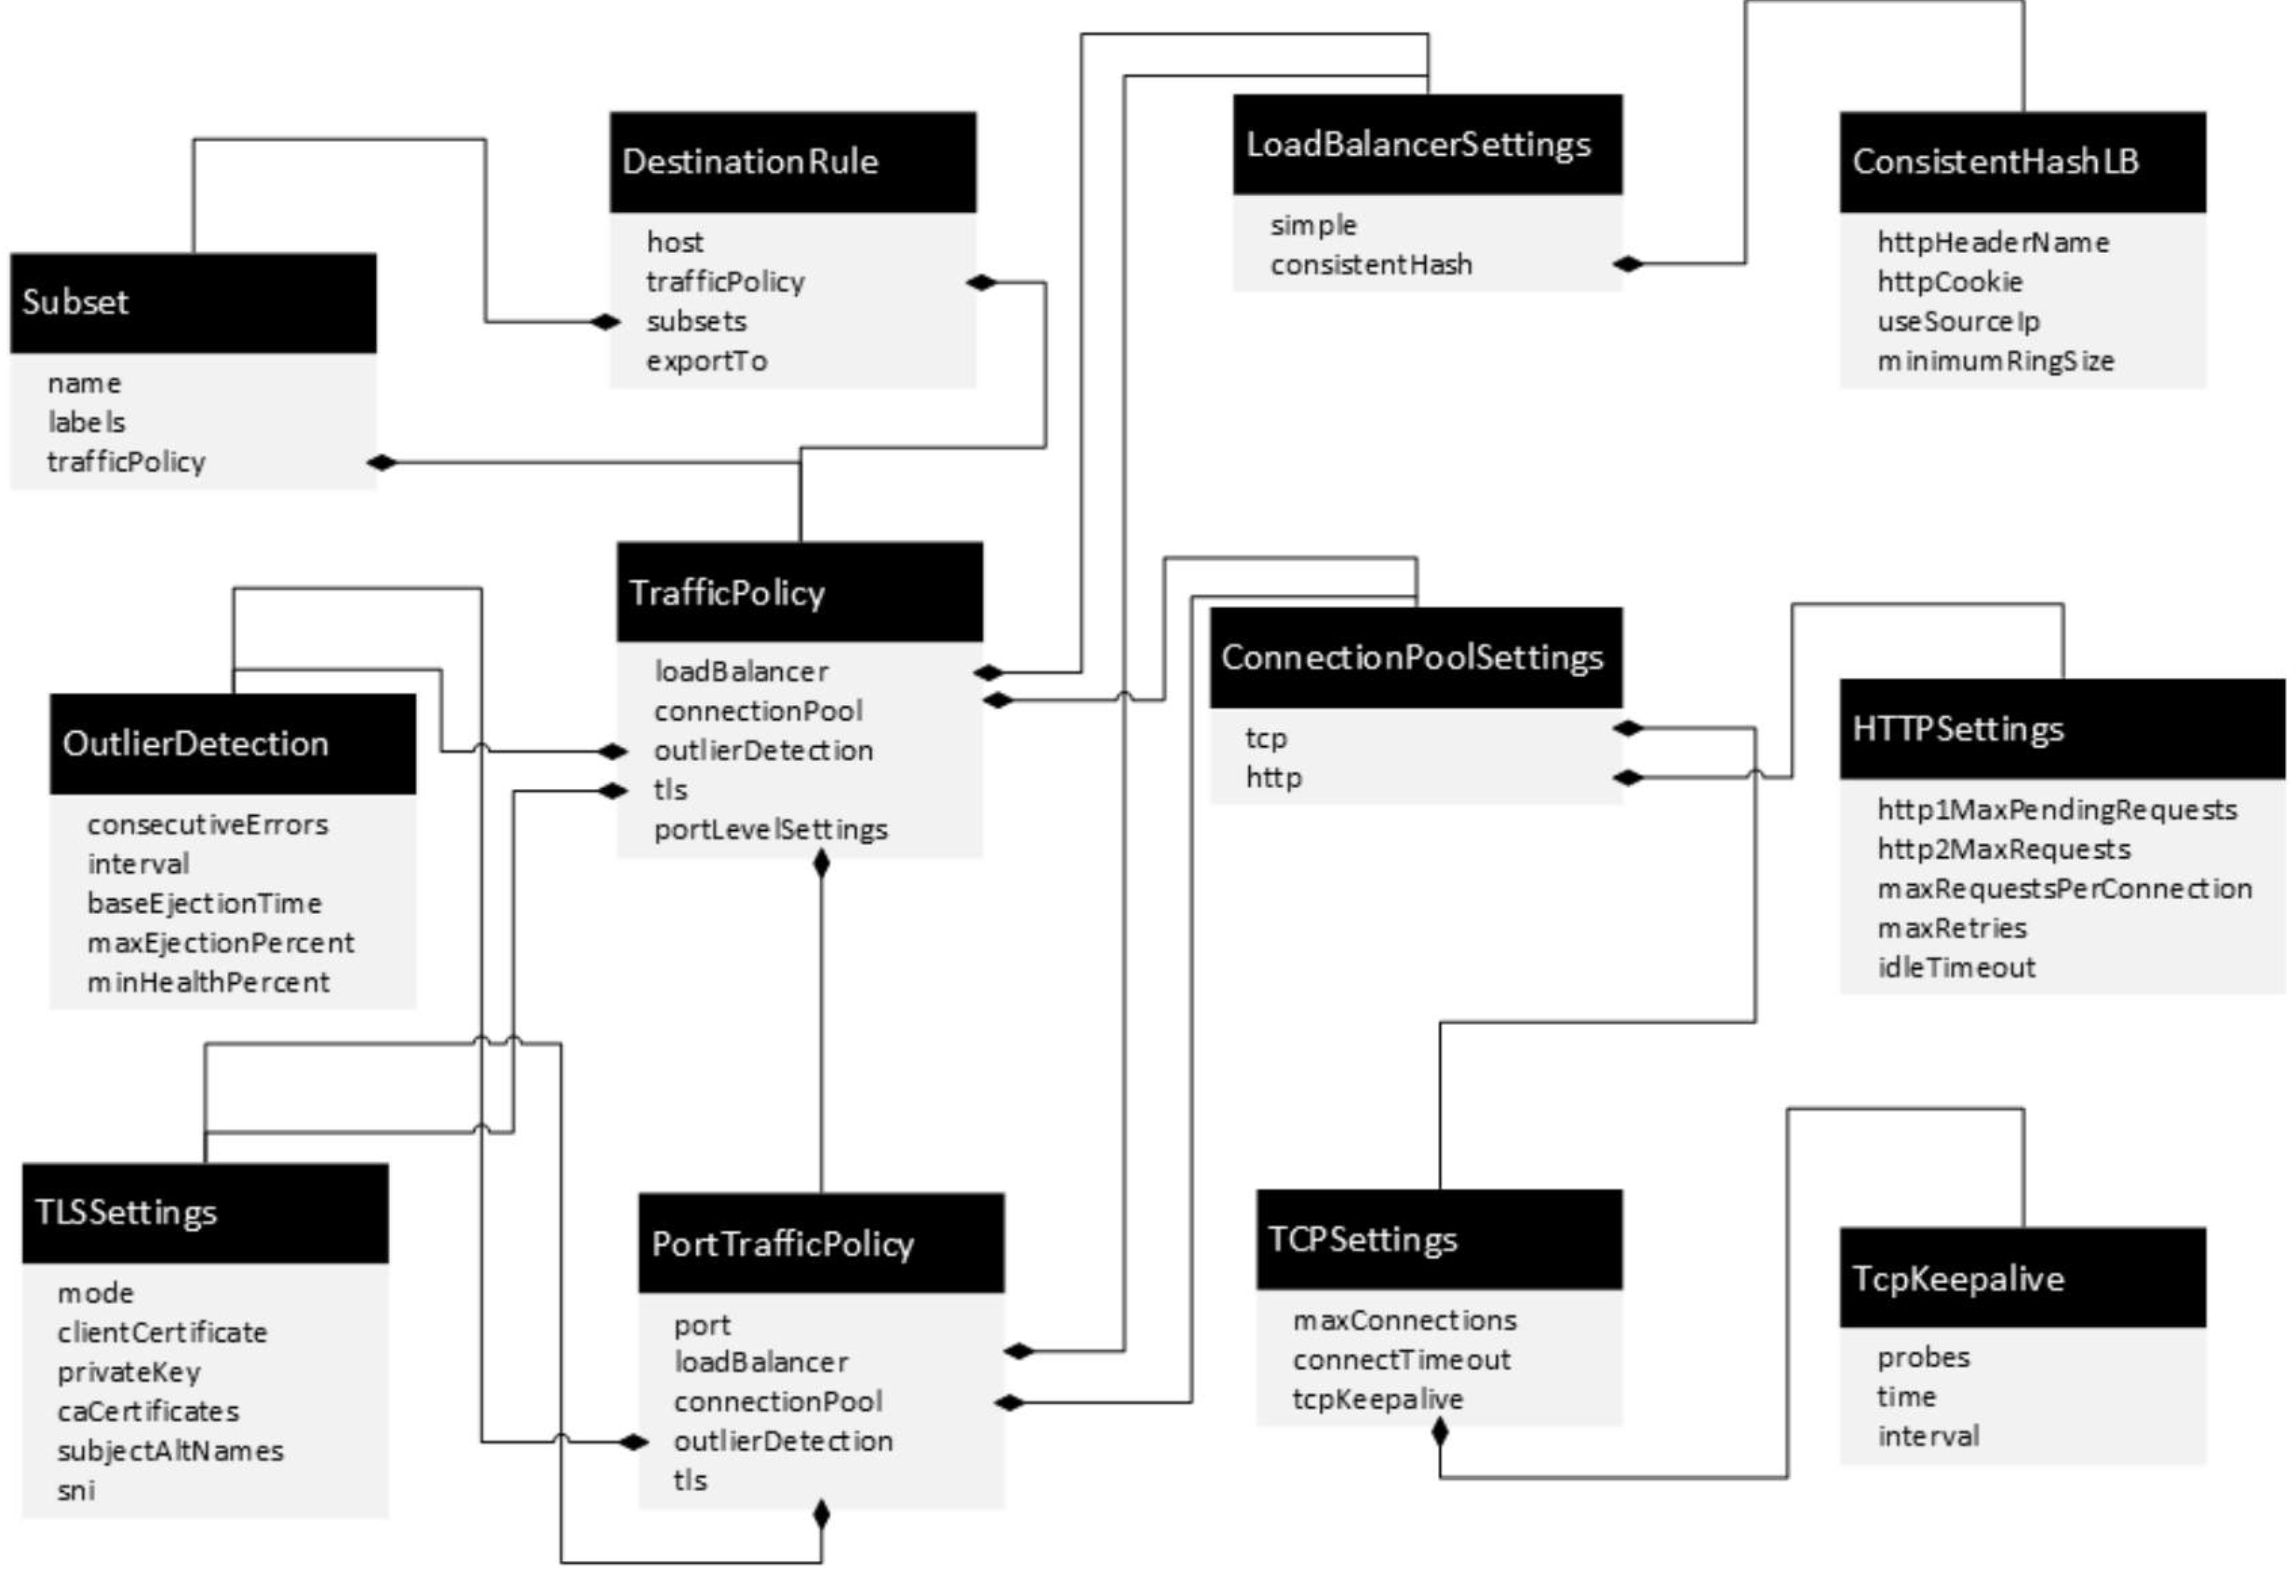 DestinationRule
host
trafficPolicy
subsets
exportTo
LoadBalancerSettings
simple
consistentHash
ConsistentHashLB
httpHeaderName
httpCookie
useSourceIp
minimumRingSize
Subset
name
labels
trafficPolicy
TrafficPolicy
loadBalancer
connectionPool
outlierDetection
tls
portLevelSettings
ConnectionPoolSettings
tcp
http
HTTPSettings
http1MaxPendingRequests
http2MaxRequests
maxRequestsPerConnection
maxRetries
idleTimeout
OutlierDetection
consecutiveErrors
interval
baseEjectionTime
maxEjectionPercent
minHealthPercent
TLSSettings
mode
clientCertificate
privateKey
caCertificates
subjectAltNames
sni
PortTrafficPolicy
port
loadBalancer
connectionPool
outlierDetection
tls
TCPSettings
maxConnections
connectTimeout
tcpKeepalive
TcpKeepalive
probes
time
interval